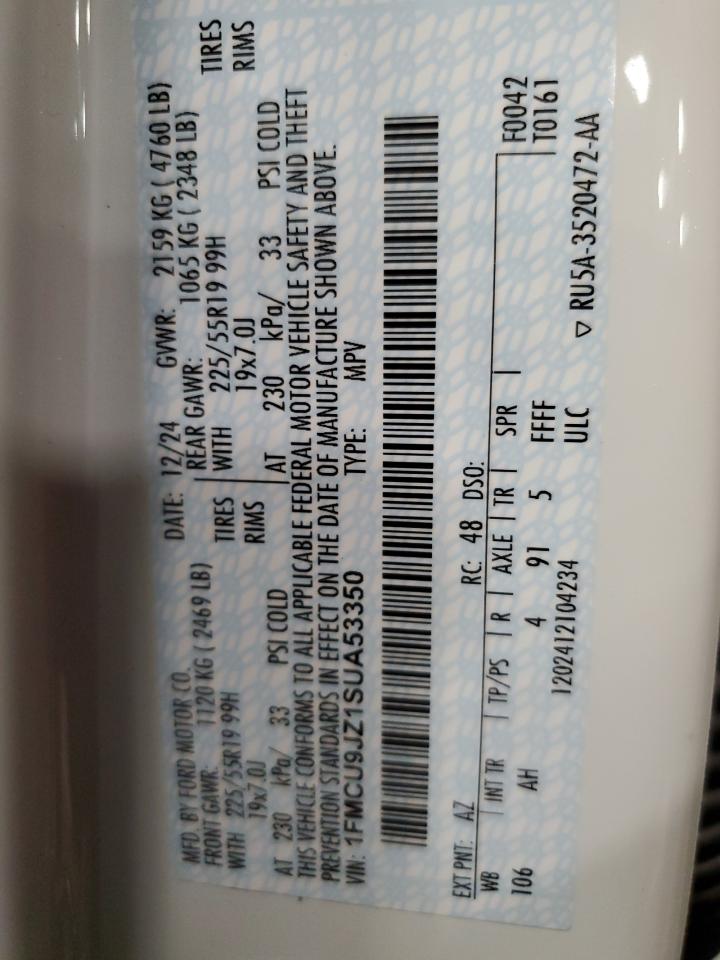 MFD. BY FORD MOTOR CO. DATE: 12/24 GVWR: 2159 KG ( 4760 LB)
FRONT GAWR: 1120 KG ( 2469 LB) REAR GAWR: 1065 KG ( 2348 LB)
WITH 225/55R19 99H TIRES WITH 225/55R19 99H TIRES
19x7.0J RIMS 19x7.0J RIMS
AT 230 kPa/ 33 PSI COLD AT 230 kPa/ 33 PSI COLD
THIS VEHICLE CONFORMS TO ALL APPLICABLE FEDERAL MOTOR VEHICLE SAFETY AND THEFT
PREVENTION STANDARDS IN EFFECT ON THE DATE OF MANUFACTURE SHOWN ABOVE.
VIN: 1FMCU9JZ1SUA53350 TYPE: MPV
EXT PNT: AZ RC: 48 DSO:
WB INT TR TP/PS R AXLE TR SPR F0042
106 AH 4 91 5 FFFF T0161
1202412104234 ULC
▽ RU5A-3520472-AA